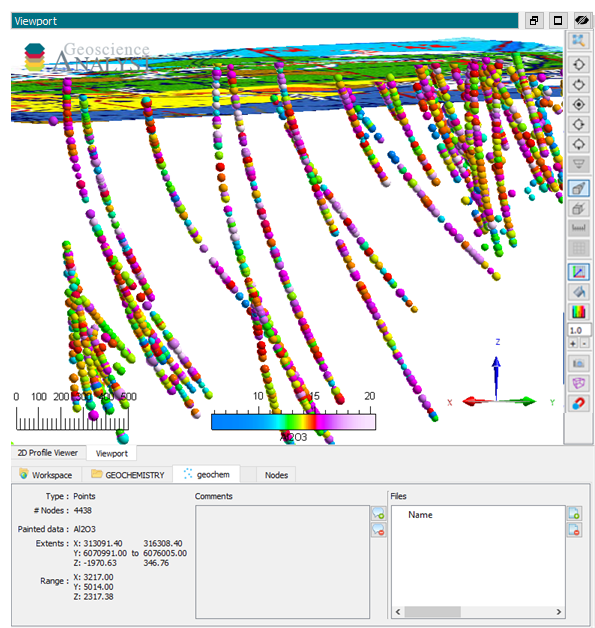 Viewport
Geoscience
ANALYST
1.0
+ -
Z
X Y
0 100 200 300 400 500 600
10 15 20
Al2O3
2D Profile Viewer Viewport
Workspace GEOCHEMISTRY geochem Nodes
Type : Points Comments Files
# Nodes : 4438 Name
Painted data : Al2O3
Extents : X: 313091.40 316308.40
Y: 6070991.00 to 6076005.00
Z: -1970.63 346.76
Range : X: 3217.00
Y: 5014.00
Z: 2317.38